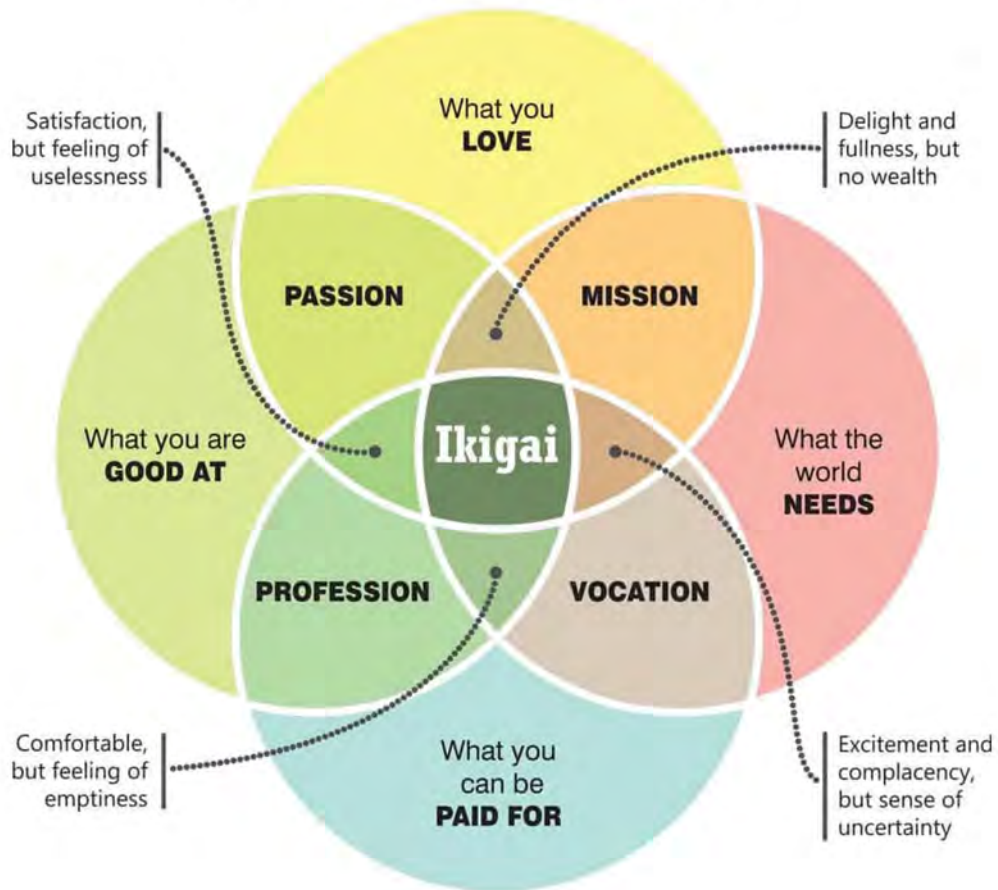 What you
LOVE
Satisfaction,
but feeling of
uselessness
Delight and
fullness, but
no wealth
PASSION
MISSION
What you are
GOOD AT
Ikigai
What the
world
NEEDS
PROFESSION
VOCATION
Comfortable,
but feeling of
emptiness
What you
can be
PAID FOR
Excitement and
complacency,
but sense of
uncertainty